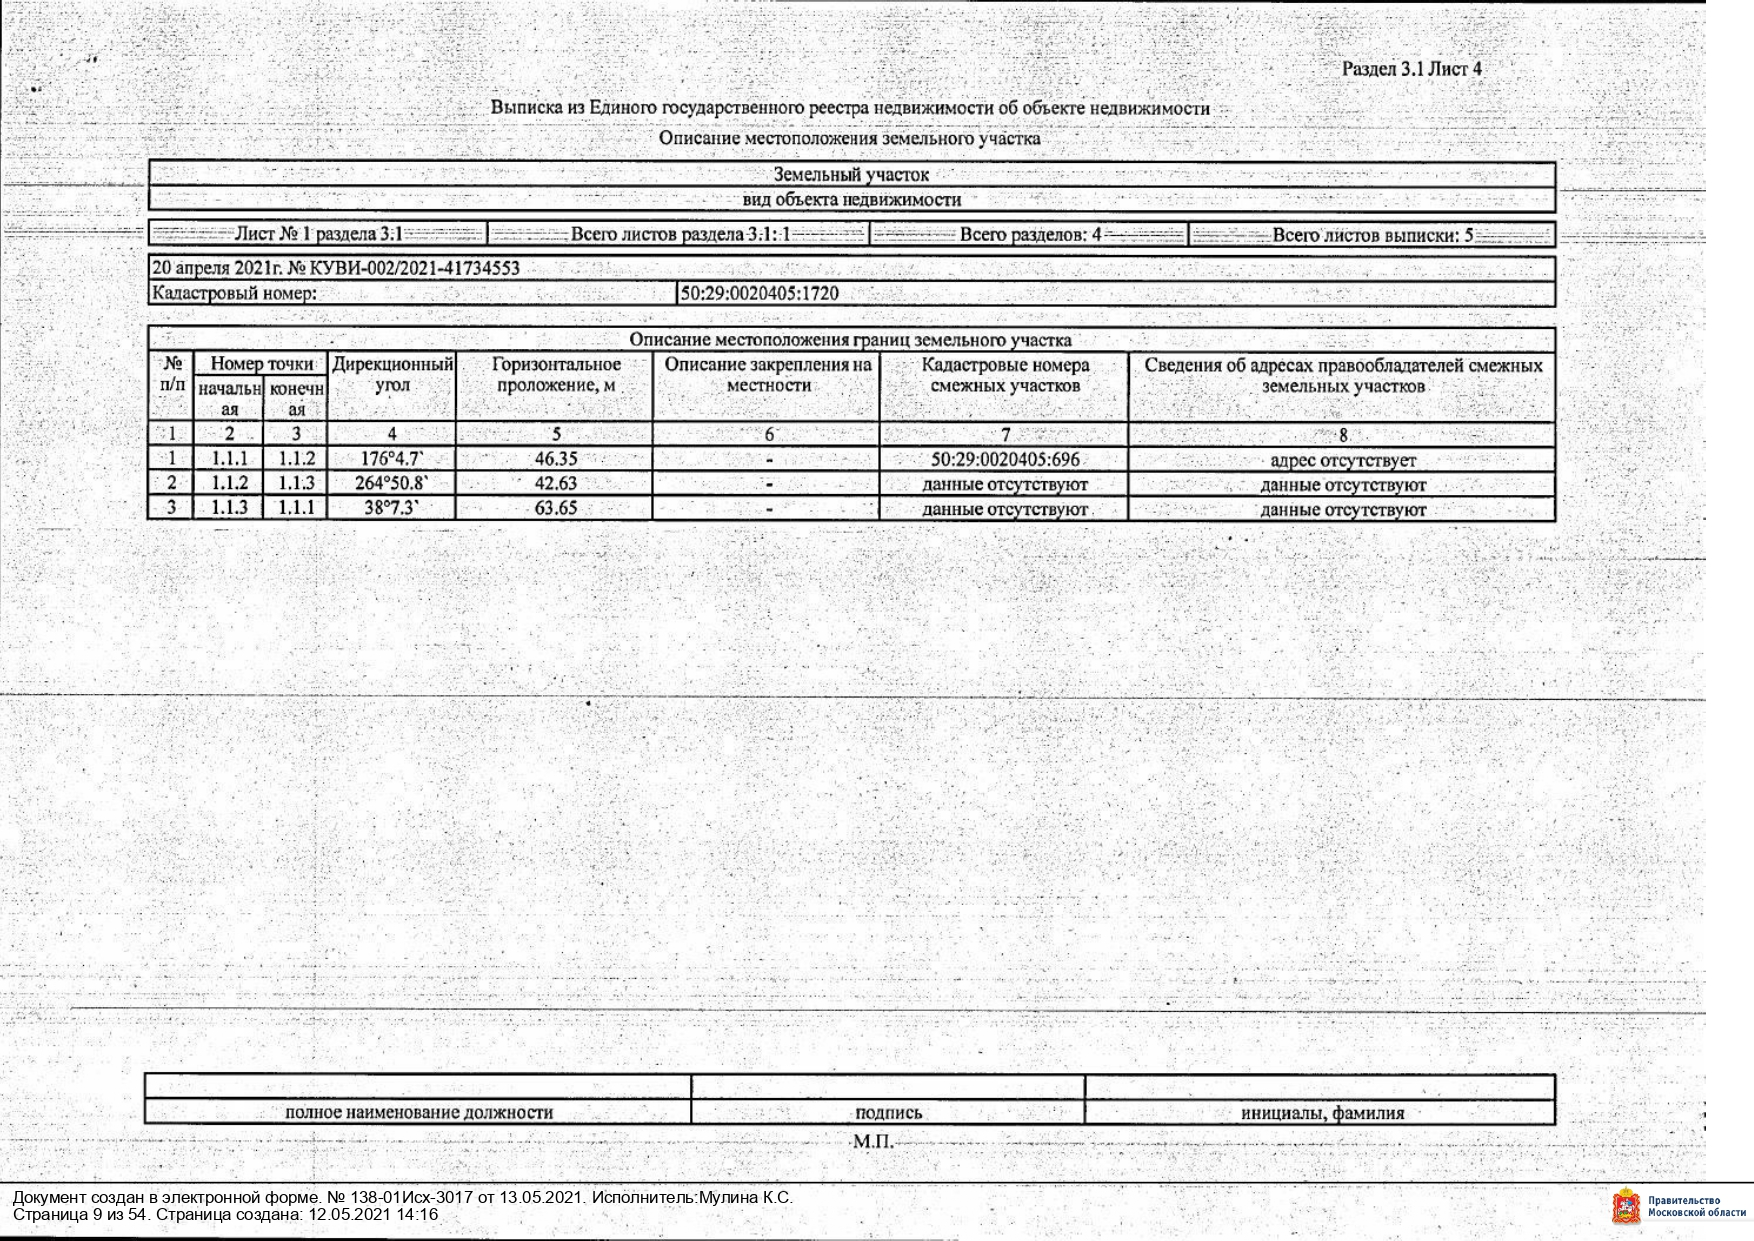 Раздел 3.1 Лист 4
Выписка из Единого государственного реестра недвижимости об объекте недвижимости
Описание местоположения земельного участка
Земельный участок
вид объекта недвижимости
Лист № 1 раздела 3.1 Всего листов раздела 3.1: 1 Всего разделов: 4 Всего листов выписки: 5
20 апреля 2021г. № КУВИ-002/2021-41734553
Кадастровый номер: 50:29:0020405:1720
Описание местоположения границ земельного участка
№ Номер точки Дирекционный Горизонтальное Описание закрепления на Кадастровые номера Сведения об адресах правообладателей смежных
п/п начальн конечн угол проложение, м местности смежных участков земельных участков
ая ая
1 2 3 4 5 6 7 8
1 1.1.1 1.1.2 176°4.7` 46.35 - 50:29:0020405:696 адрес отсутствует
2 1.1.2 1.1.3 264°50.8` 42.63 - данные отсутствуют данные отсутствуют
3 1.1.3 1.1.1 38°7.3` 63.65 - данные отсутствуют данные отсутствуют
полное наименование должности подпись инициалы, фамилия
М.П.
Документ создан в электронной форме. № 138-01Исх-3017 от 13.05.2021. Исполнитель:Мулина К.С.
Страница 9 из 54. Страница создана: 12.05.2021 14:16
Правительство
Московской области